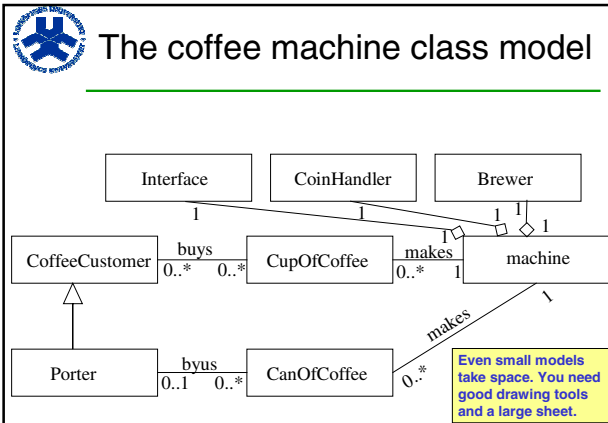 The coffee machine class model
Interface
CoinHandler
Brewer
1
1
1
1
1
1
CoffeeCustomer
buys
0..*
0..*
CupOfCoffee
makes
0..*
1
machine
makes
1
0..*
Porter
byus
0..1
0..*
CanOfCoffee
Even small models
take space. You need
good drawing tools
and a large sheet.